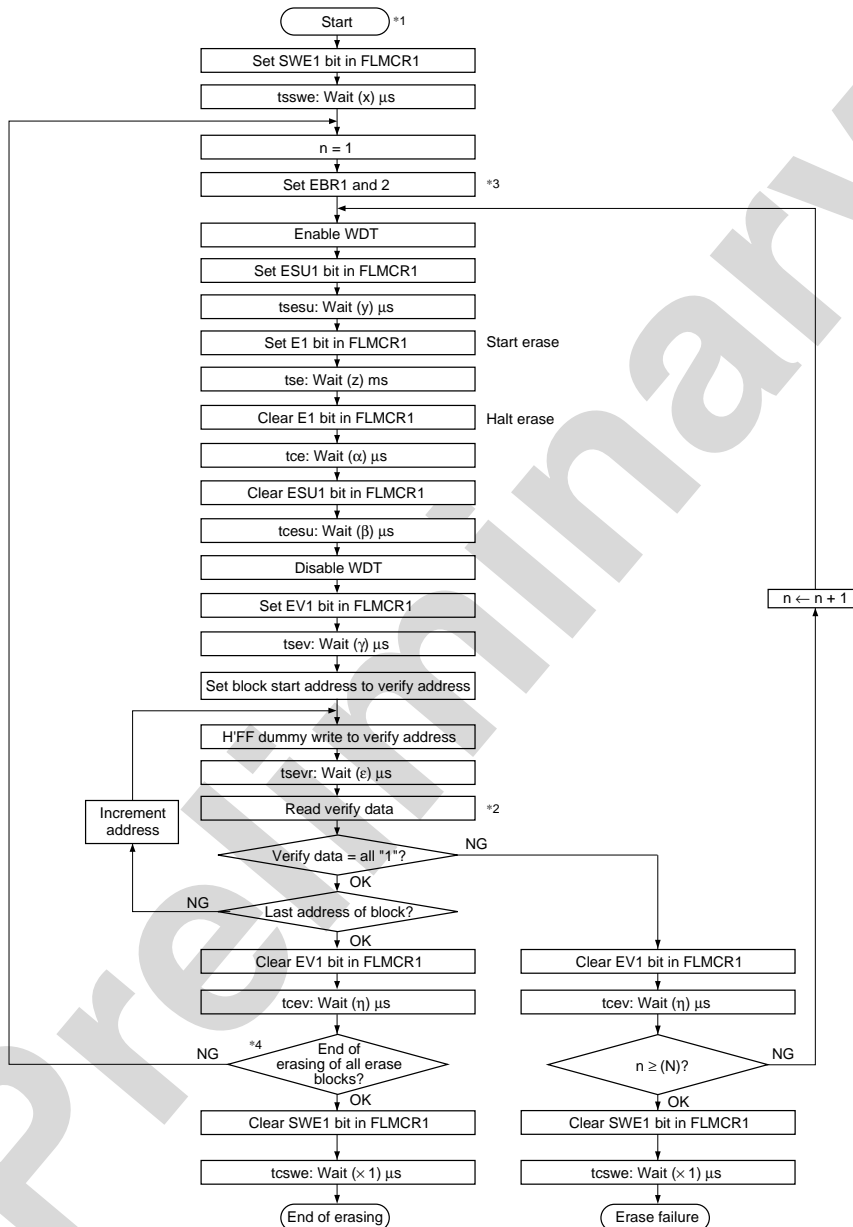 Start *1
Set SWE1 bit in FLMCR1
tsswe: Wait (x) μs
n = 1
Set EBR1 and 2 *3
Enable WDT
Set ESU1 bit in FLMCR1
tsesu: Wait (y) μs
Set E1 bit in FLMCR1 Start erase
tse: Wait (z) ms
Clear E1 bit in FLMCR1 Halt erase
tce: Wait (α) μs
Clear ESU1 bit in FLMCR1
tcesu: Wait (β) μs
Disable WDT
n ← n + 1
Set EV1 bit in FLMCR1
tsev: Wait (γ) μs
Set block start address to verify address
H'FF dummy write to verify address
tsevr: Wait (ε) μs
Read verify data *2
Increment
address
Verify data = all "1"? NG
OK
NG Last address of block?
OK
Clear EV1 bit in FLMCR1 Clear EV1 bit in FLMCR1
tcev: Wait (η) μs tcev: Wait (η) μs
NG *4
End of
erasing of all erase
blocks?
n ≥ (N)? NG
OK OK
Clear SWE1 bit in FLMCR1 Clear SWE1 bit in FLMCR1
tcswe: Wait (× 1) μs tcswe: Wait (× 1) μs
End of erasing Erase failure
Preliminary